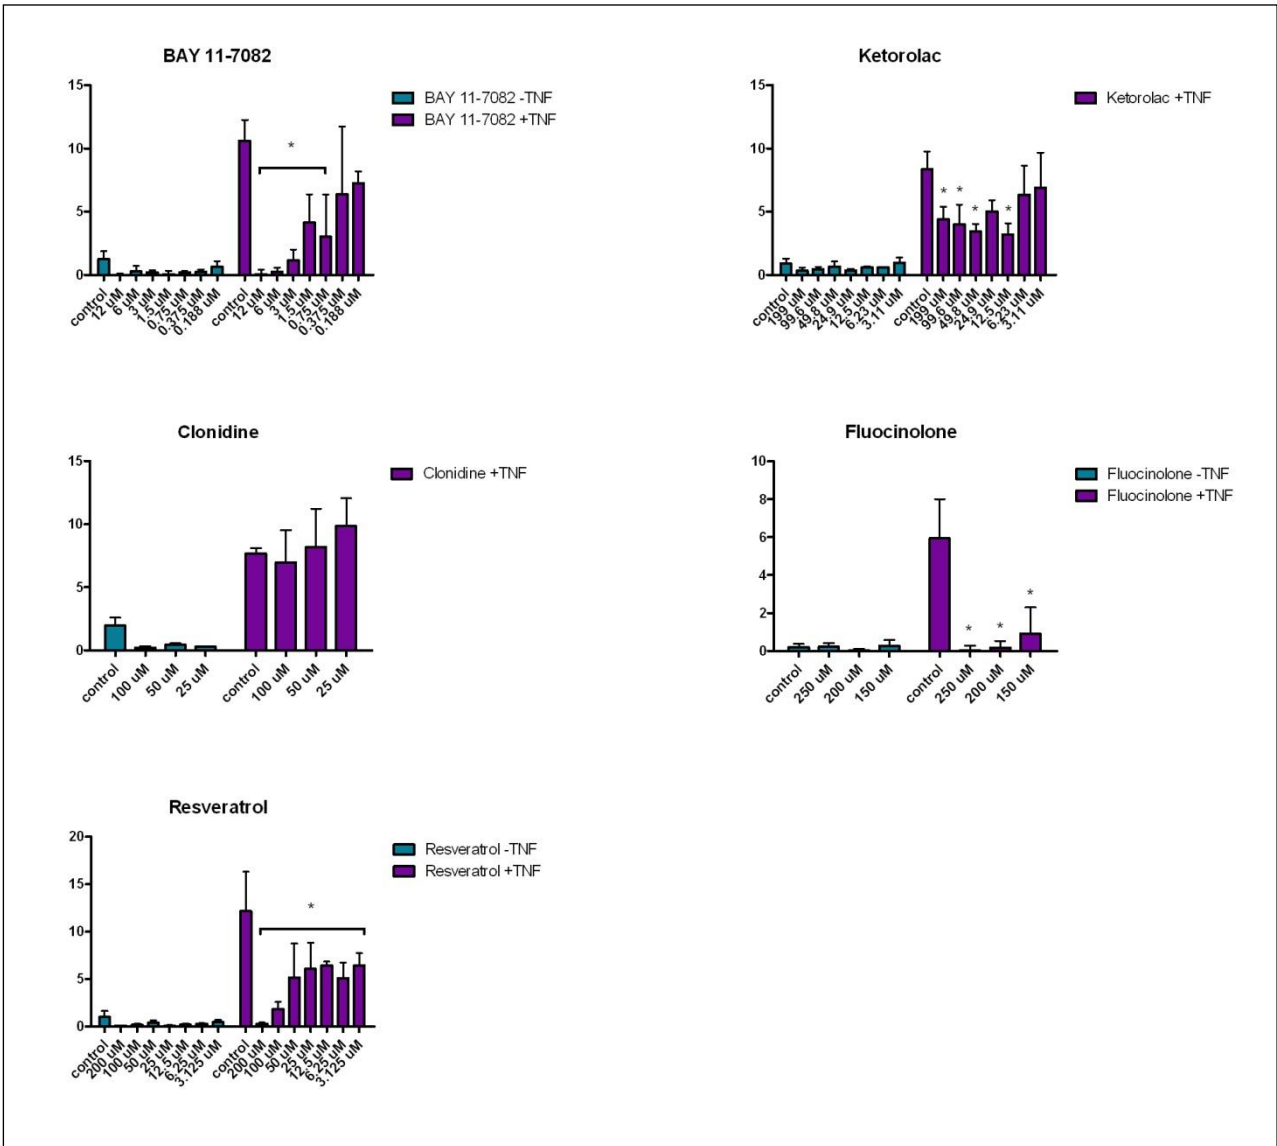 BAY 11-7082
15
10
5
0
*
control
12 uM
6 uM
3 uM
1.5 uM
0.75 uM
0.375uM
0.188 uM
control
12 uM
6 uM
3 uM
1.5 uM
0.75 uM
0.375uM
0.188 uM
BAY 11-7082 -TNF
BAY 11-7082 +TNF
Ketorolac
15
10
5
0
* * * *
control
199 uM
99.6 uM
49.8 uM
24.9 uM
12.5 uM
6.23 uM
3.11 uM
control
199 uM
99.6 uM
49.8 uM
24.9 uM
12.5 uM
6.23 uM
3.11 uM
Ketorolac +TNF
Clonidine
15
10
5
0
control
100 uM
50 uM
25 uM
control
100 uM
50 uM
25 uM
Clonidine +TNF
Fluocinolone
10
8
6
4
2
0
* * *
control
250 uM
200 uM
150 uM
control
250 uM
200 uM
150 uM
Fluocinolone -TNF
Fluocinolone +TNF
Resveratrol
20
15
10
5
0
*
control
200 uM
100 uM
50 uM
25 uM
12.5 uM
6.25 uM
3.125 uM
control
200 uM
100 uM
50 uM
25 uM
12.5 uM
6.25 uM
3.125 uM
Resveratrol -TNF
Resveratrol +TNF